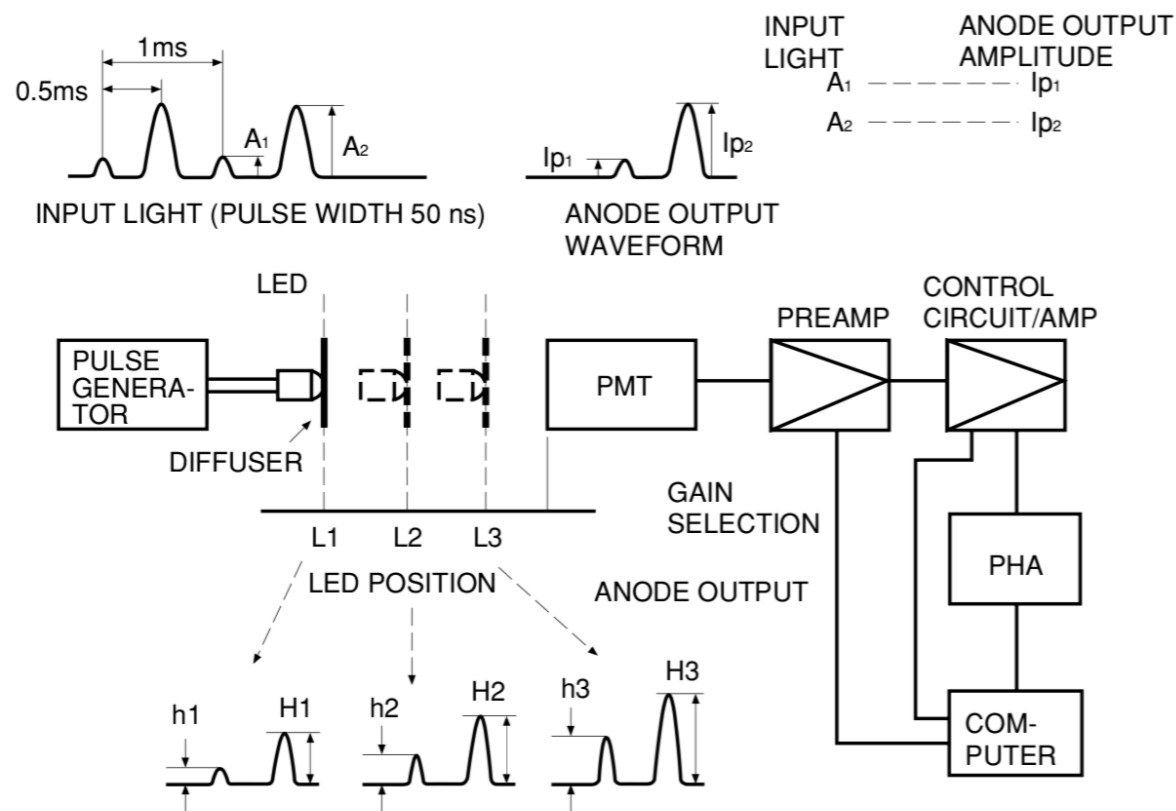 1ms
0.5ms
A1
A2
INPUT LIGHT (PULSE WIDTH 50 ns)
Ip1
Ip2
ANODE OUTPUT
WAVEFORM
INPUT
LIGHT
ANODE OUTPUT
AMPLITUDE
A1
Ip1
A2
Ip2
LED
PULSE
GENERA-
TOR
DIFFUSER
PMT
PREAMP
CONTROL
CIRCUIT/AMP
GAIN
SELECTION
PHA
COM-
PUTER
L1
L2
L3
LED POSITION
ANODE OUTPUT
h1
H1
h2
H2
h3
H3